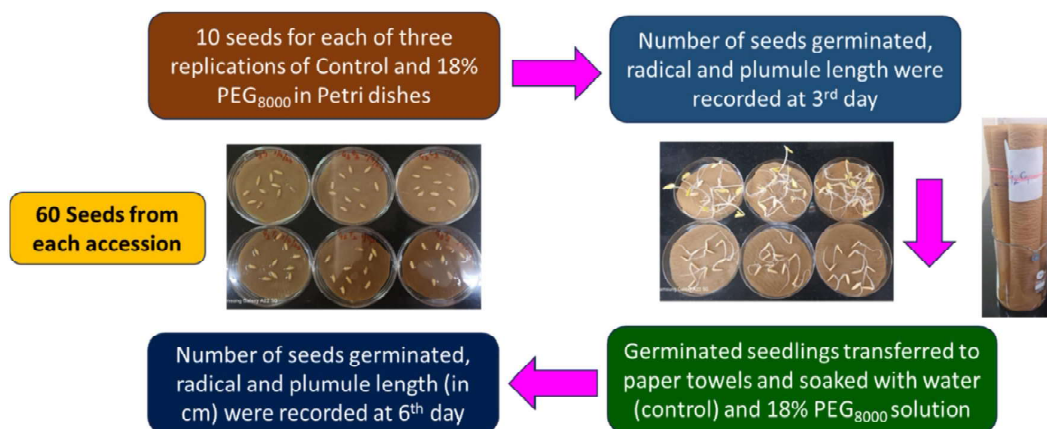 10 seeds for each of three
replications of Control and 18%
PEG8000 in Petri dishes
Number of seeds germinated,
radical and plumule length were
recorded at 3rd day
60 Seeds from
each accession
Number of seeds germinated,
radical and plumule length (in
cm) were recorded at 6th day
Germinated seedlings transferred to
paper towels and soaked with water
(control) and 18% PEG8000 solution